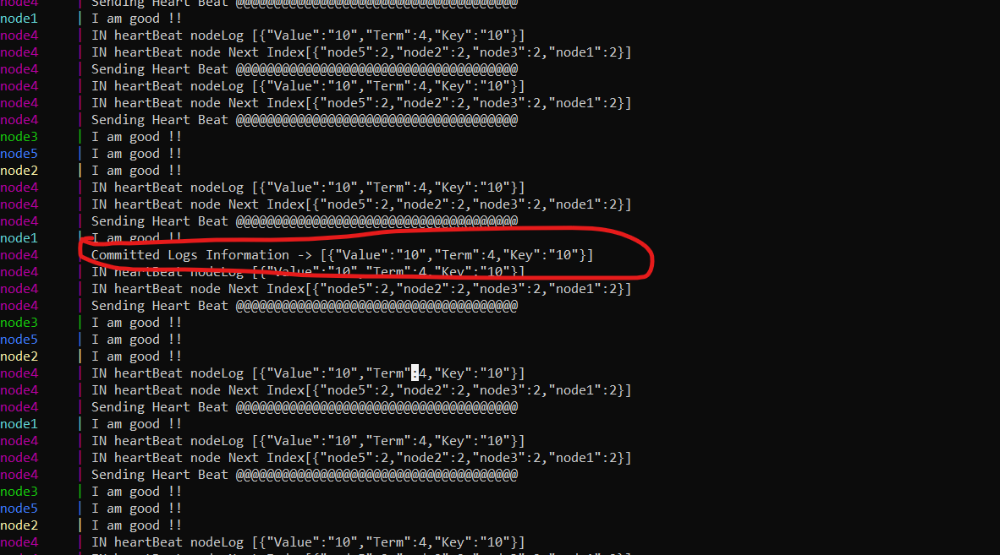 node4 | Sending Heart Beat @@@@@@@@@@@@@@@@@@@@@@@@@@@@@@@@@@@@@
node1 | I am good !!
node4 | IN heartBeat nodeLog [{"Value":"10","Term":4,"Key":"10"}]
node4 | IN heartBeat node Next Index[{"node5":2,"node2":2,"node3":2,"node1":2}]
node4 | Sending Heart Beat @@@@@@@@@@@@@@@@@@@@@@@@@@@@@@@@@@@@@
node4 | IN heartBeat nodeLog [{"Value":"10","Term":4,"Key":"10"}]
node4 | IN heartBeat node Next Index[{"node5":2,"node2":2,"node3":2,"node1":2}]
node4 | Sending Heart Beat @@@@@@@@@@@@@@@@@@@@@@@@@@@@@@@@@@@@@
node3 | I am good !!
node5 | I am good !!
node2 | I am good !!
node4 | IN heartBeat nodeLog [{"Value":"10","Term":4,"Key":"10"}]
node4 | IN heartBeat node Next Index[{"node5":2,"node2":2,"node3":2,"node1":2}]
node4 | Sending Heart Beat @@@@@@@@@@@@@@@@@@@@@@@@@@@@@@@@@@@@@
node1 | I am good !!
node4 | Committed Logs Information -> [{"Value":"10","Term":4,"Key":"10"}]
node4 | IN heartBeat nodeLog [{"Value":"10","Term":4,"Key":"10"}]
node4 | IN heartBeat node Next Index[{"node5":2,"node2":2,"node3":2,"node1":2}]
node4 | Sending Heart Beat @@@@@@@@@@@@@@@@@@@@@@@@@@@@@@@@@@@@@
node3 | I am good !!
node5 | I am good !!
node2 | I am good !!
node4 | IN heartBeat nodeLog [{"Value":"10","Term":4,"Key":"10"}]
node4 | IN heartBeat node Next Index[{"node5":2,"node2":2,"node3":2,"node1":2}]
node4 | Sending Heart Beat @@@@@@@@@@@@@@@@@@@@@@@@@@@@@@@@@@@@@
node1 | I am good !!
node4 | IN heartBeat nodeLog [{"Value":"10","Term":4,"Key":"10"}]
node4 | IN heartBeat node Next Index[{"node5":2,"node2":2,"node3":2,"node1":2}]
node4 | Sending Heart Beat @@@@@@@@@@@@@@@@@@@@@@@@@@@@@@@@@@@@@
node3 | I am good !!
node5 | I am good !!
node2 | I am good !!
node4 | IN heartBeat nodeLog [{"Value":"10","Term":4,"Key":"10"}]